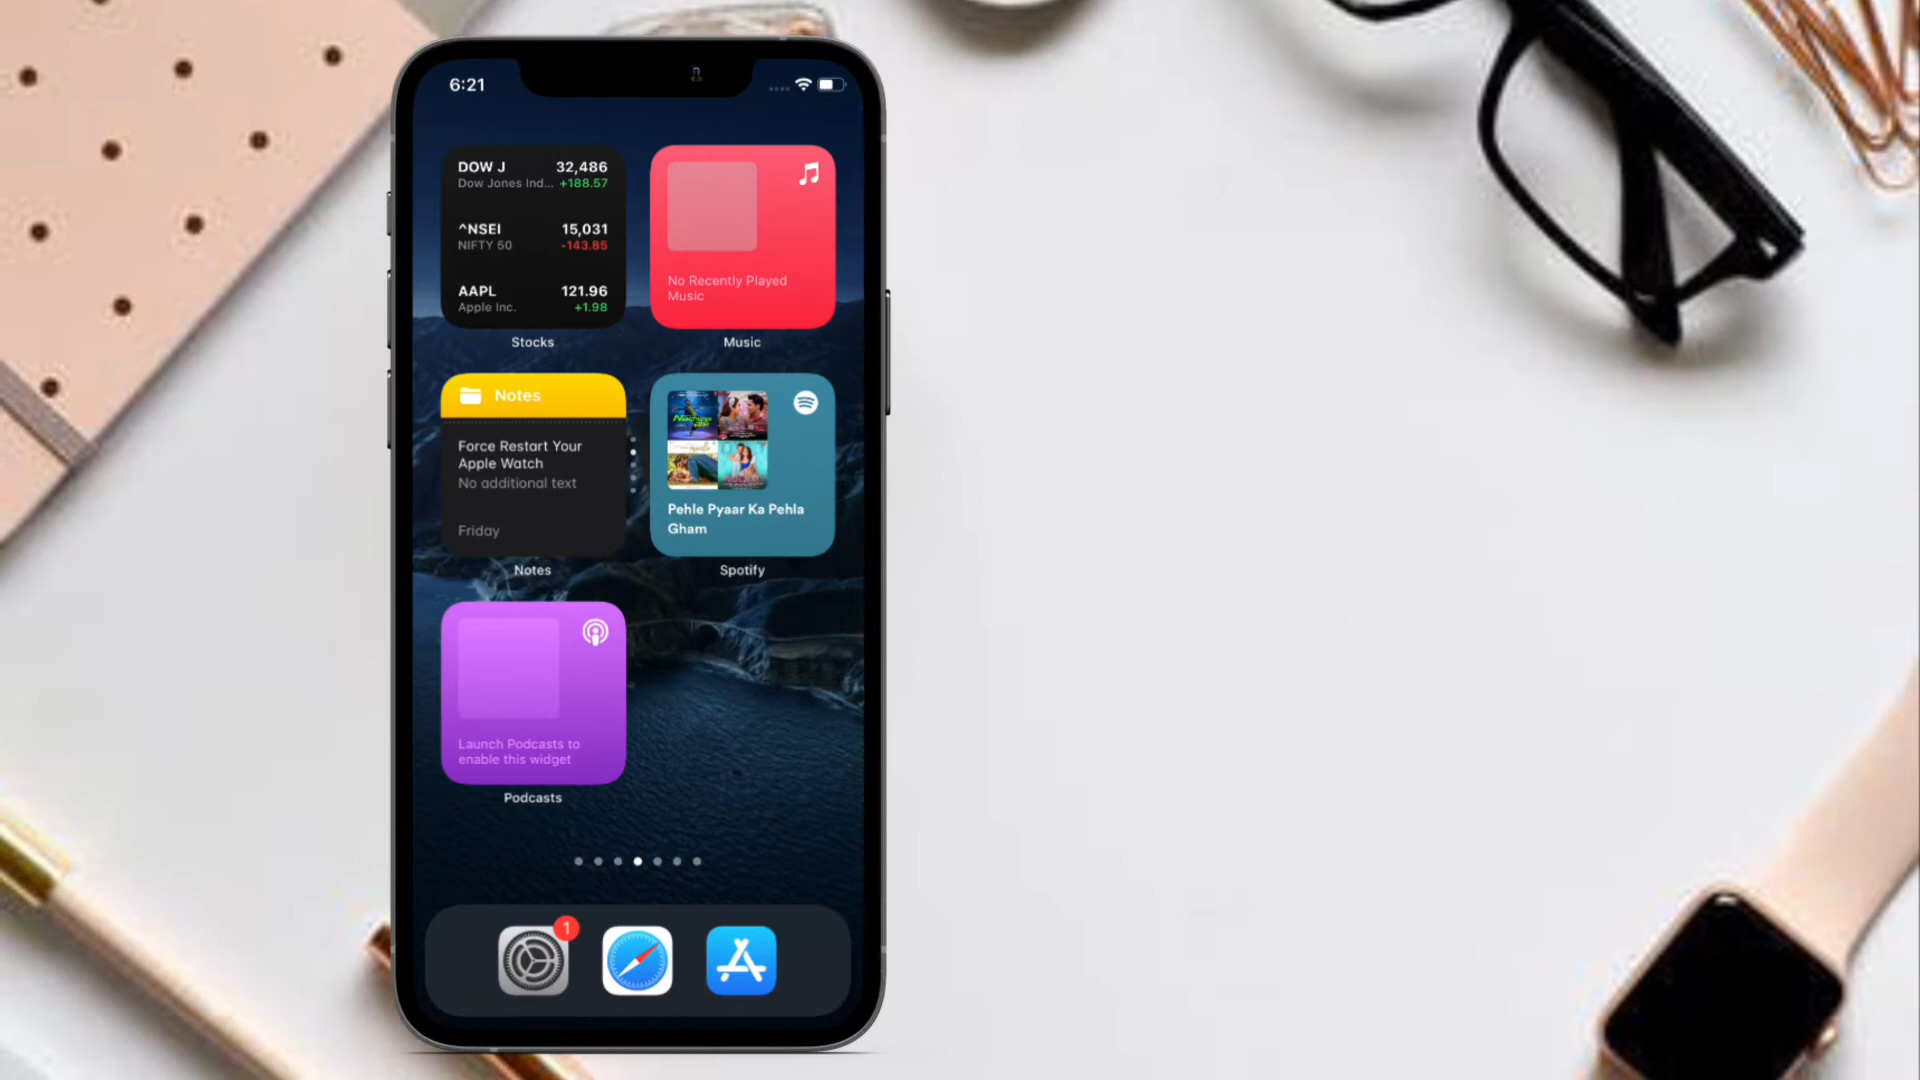 6:21
DOW J 32,486
Dow Jones Ind... +188.57
^NSEI 15,031
NIFTY 50 -143.85
AAPL 121.96
Apple Inc. +1.98
Stocks
No Recently Played
Music
Music
Notes
Force Restart Your
Apple Watch
No additional text
Friday
Notes
Pehle Pyaar Ka Pehla
Gham
Spotify
Launch Podcasts to
enable this widget
Podcasts
1